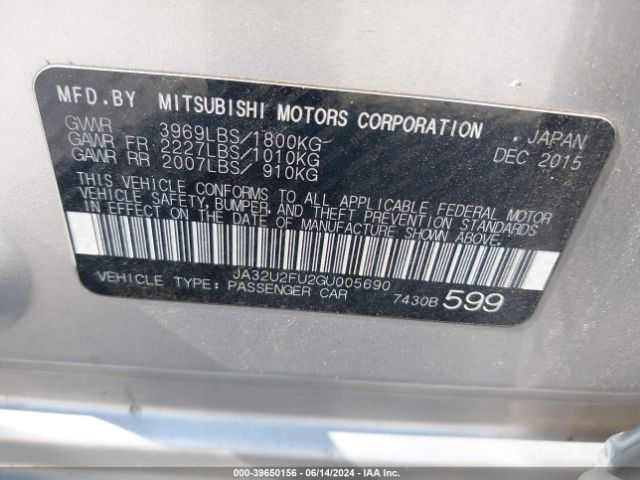 MFD.BY MITSUBISHI MOTORS CORPORATION . JAPAN
GVWR 3969LBS/1800KG DEC 2015
GAWR FR 2227LBS/1010KG
GAWR RR 2007LBS/ 910KG
THIS VEHICLE CONFORMS TO ALL APPLICABLE FEDERAL MOTOR
VEHICLE SAFETY, BUMPER, AND THEFT PREVENTION STANDARDS
IN EFFECT ON THE DATE OF MANUFACTURE SHOWN ABOVE.
JA32U2FU2GU005690
VEHICLE TYPE: PASSENGER CAR 7430B 599
000-39650156 - 06/14/2024 - IAA Inc.